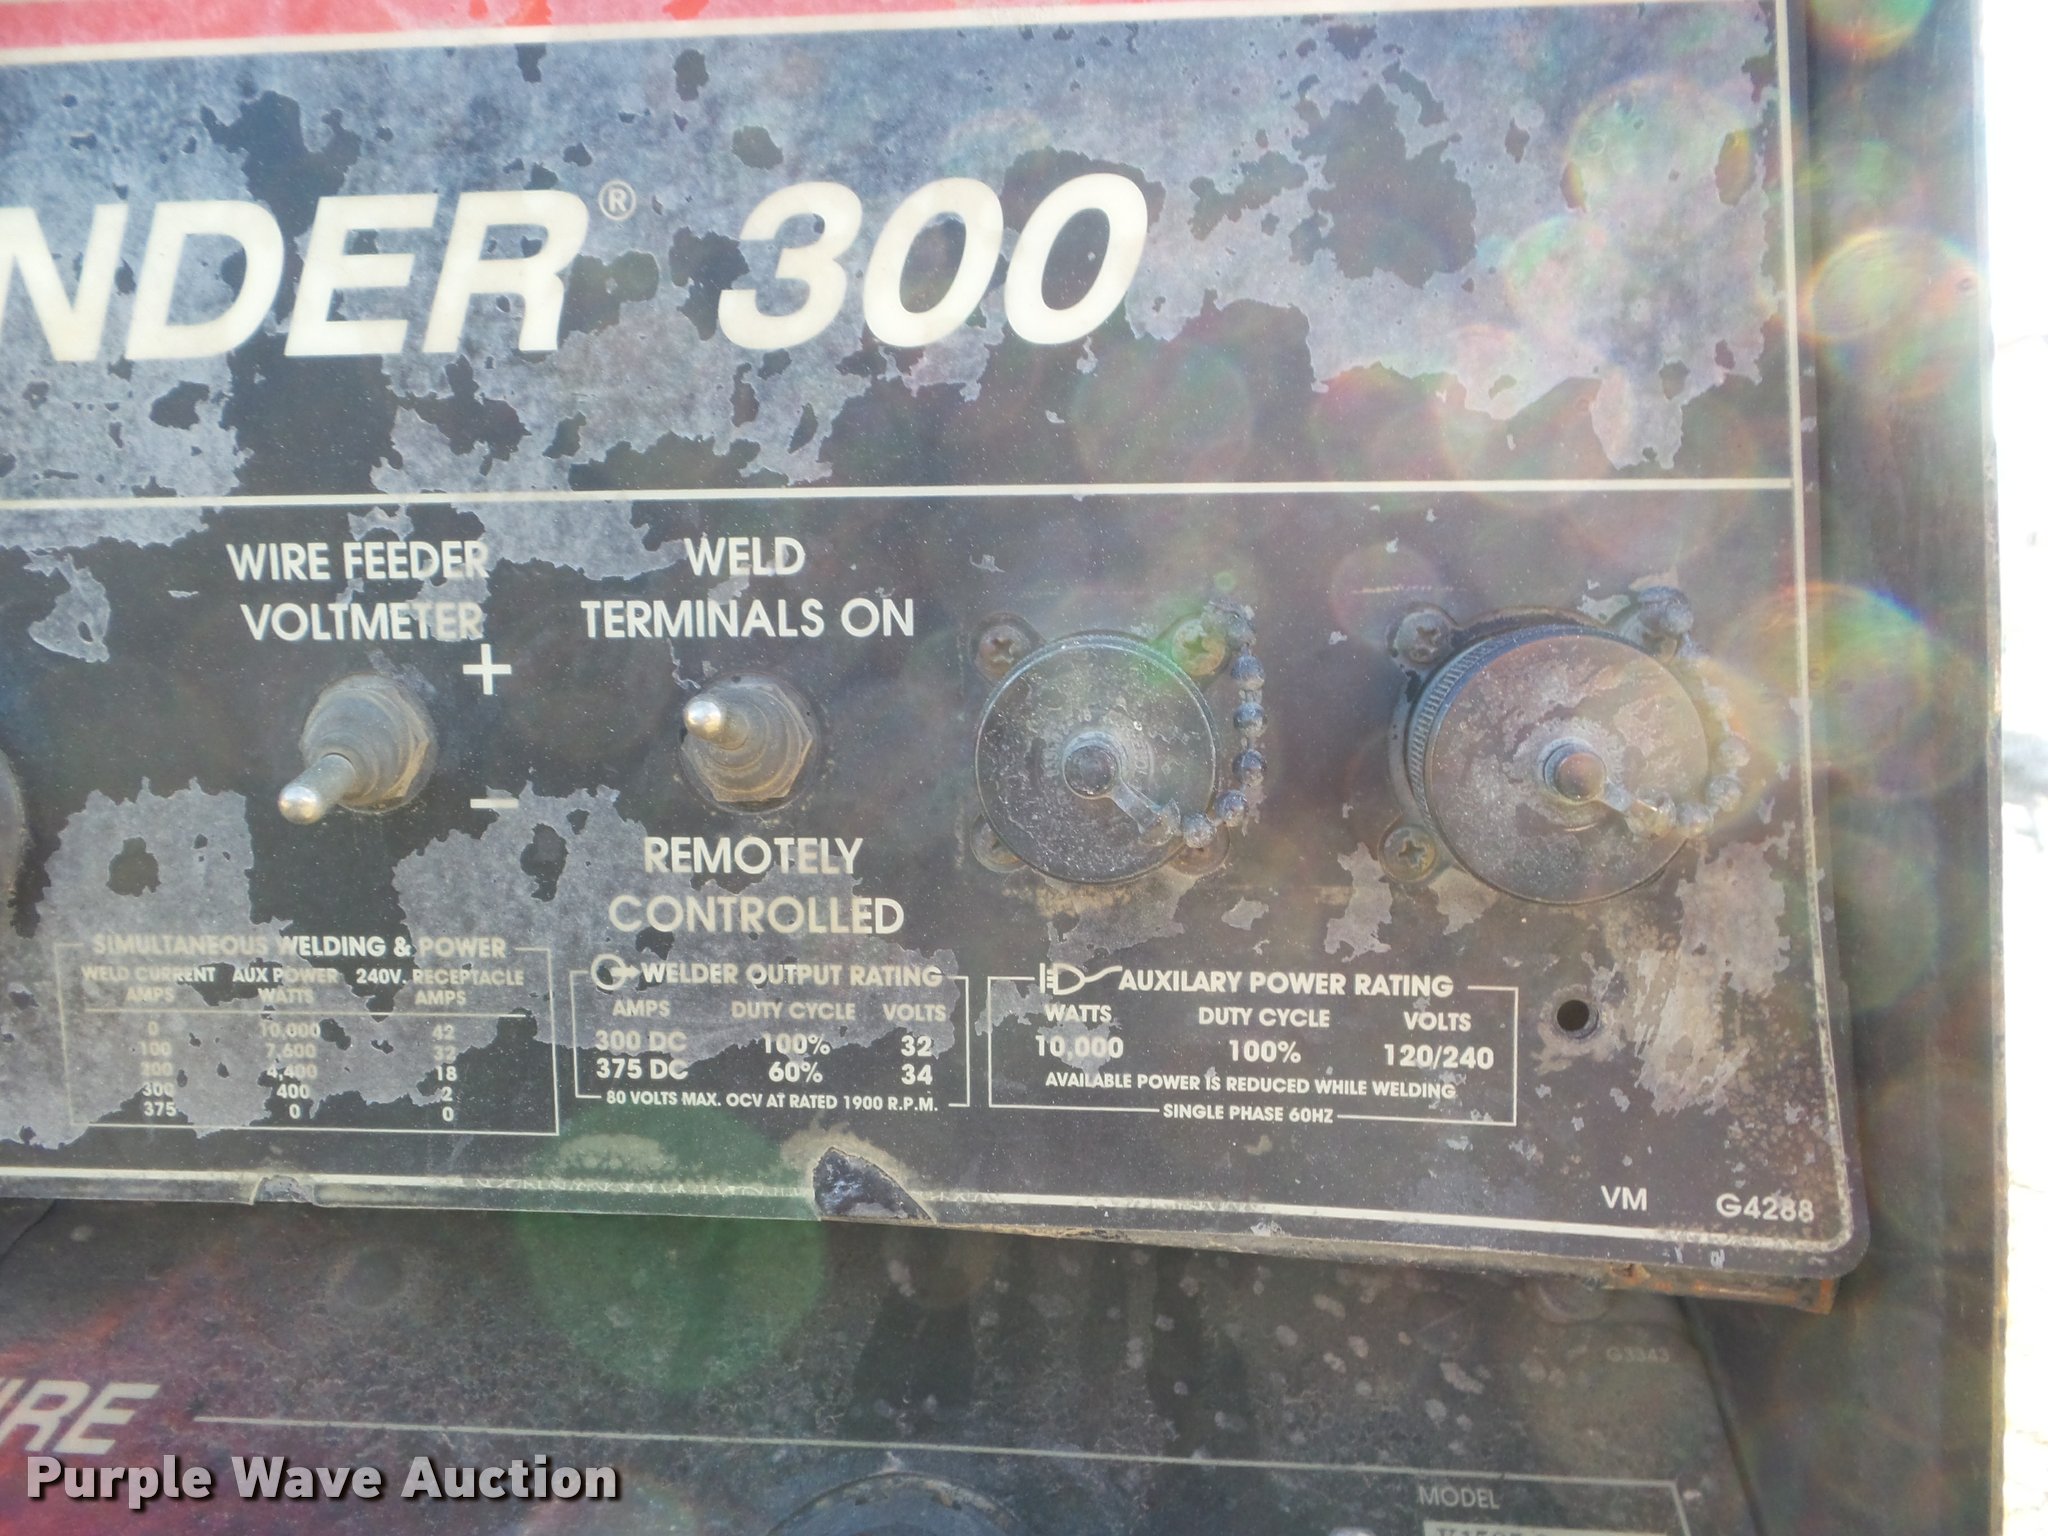 NDER® 300
WIRE FEEDER
VOLTMETER
+
−
WELD
TERMINALS ON
REMOTELY
CONTROLLED
SIMULTANEOUS WELDING & POWER
WELD CURRENT AUX POWER 240V. RECEPTACLE
AMPS WATTS AMPS
0 10,000 42
100 7,600 32
200 4,400 18
300 400 2
375 0 0
WELDER OUTPUT RATING
AMPS DUTY CYCLE VOLTS
300 DC 100% 32
375 DC 60% 34
80 VOLTS MAX. OCV AT RATED 1900 R.P.M.
AUXILARY POWER RATING
WATTS DUTY CYCLE VOLTS
10,000 100% 120/240
AVAILABLE POWER IS REDUCED WHILE WELDING
SINGLE PHASE 60HZ
VM G4288
G3343
IRE
MODEL
Purple Wave Auction